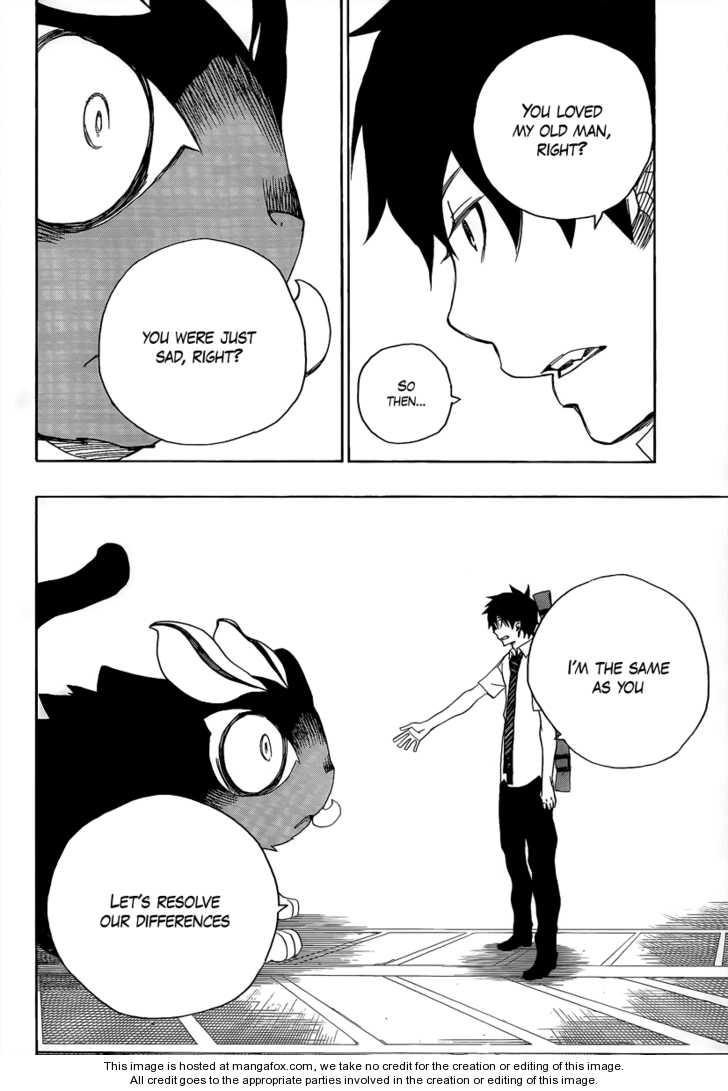 YOU LOVED
MY OLD MAN,
RIGHT?
SO
THEN...
YOU WERE JUST
SAD, RIGHT?
I'M THE SAME
AS YOU
LET'S RESOLVE
OUR DIFFERENCES
This image is hosted at mangafox.com, we take no credit for the creation or editing of this image.
All credit goes to the appropriate parties involved in the creation or editing of this image.